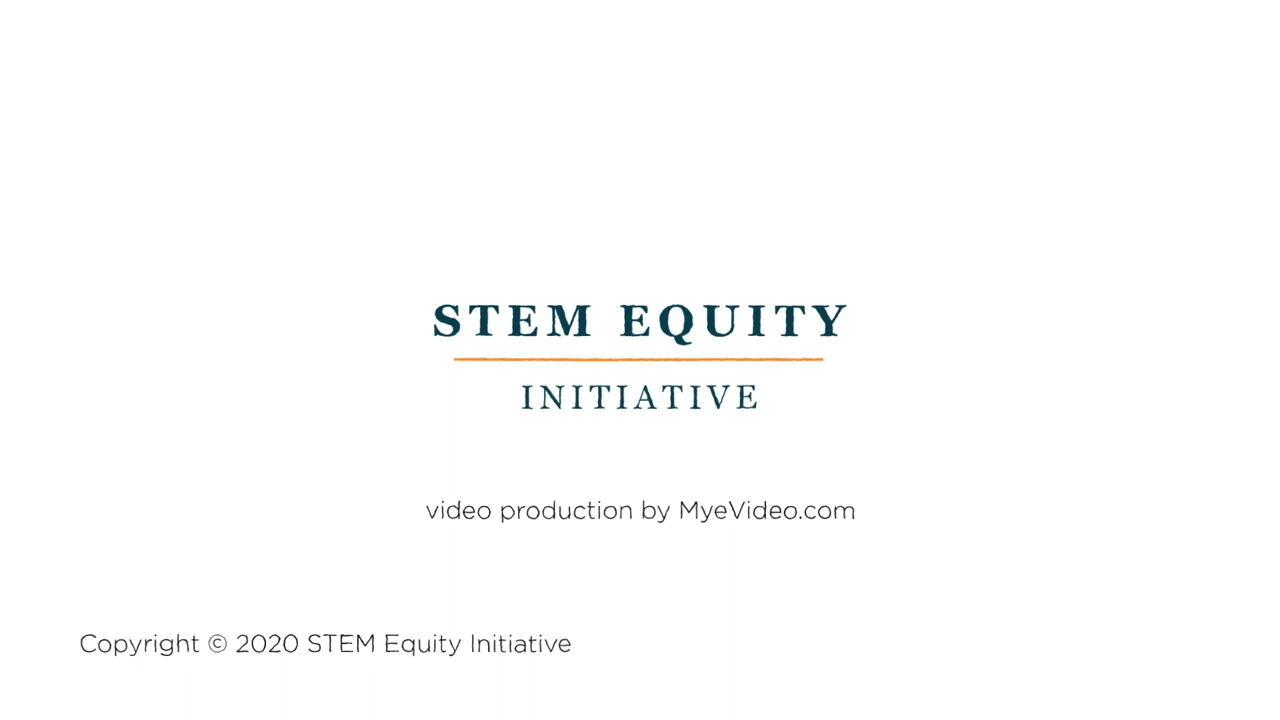 STEM EQUITY
INITIATIVE
video production by MyeVideo.com
Copyright © 2020 STEM Equity Initiative